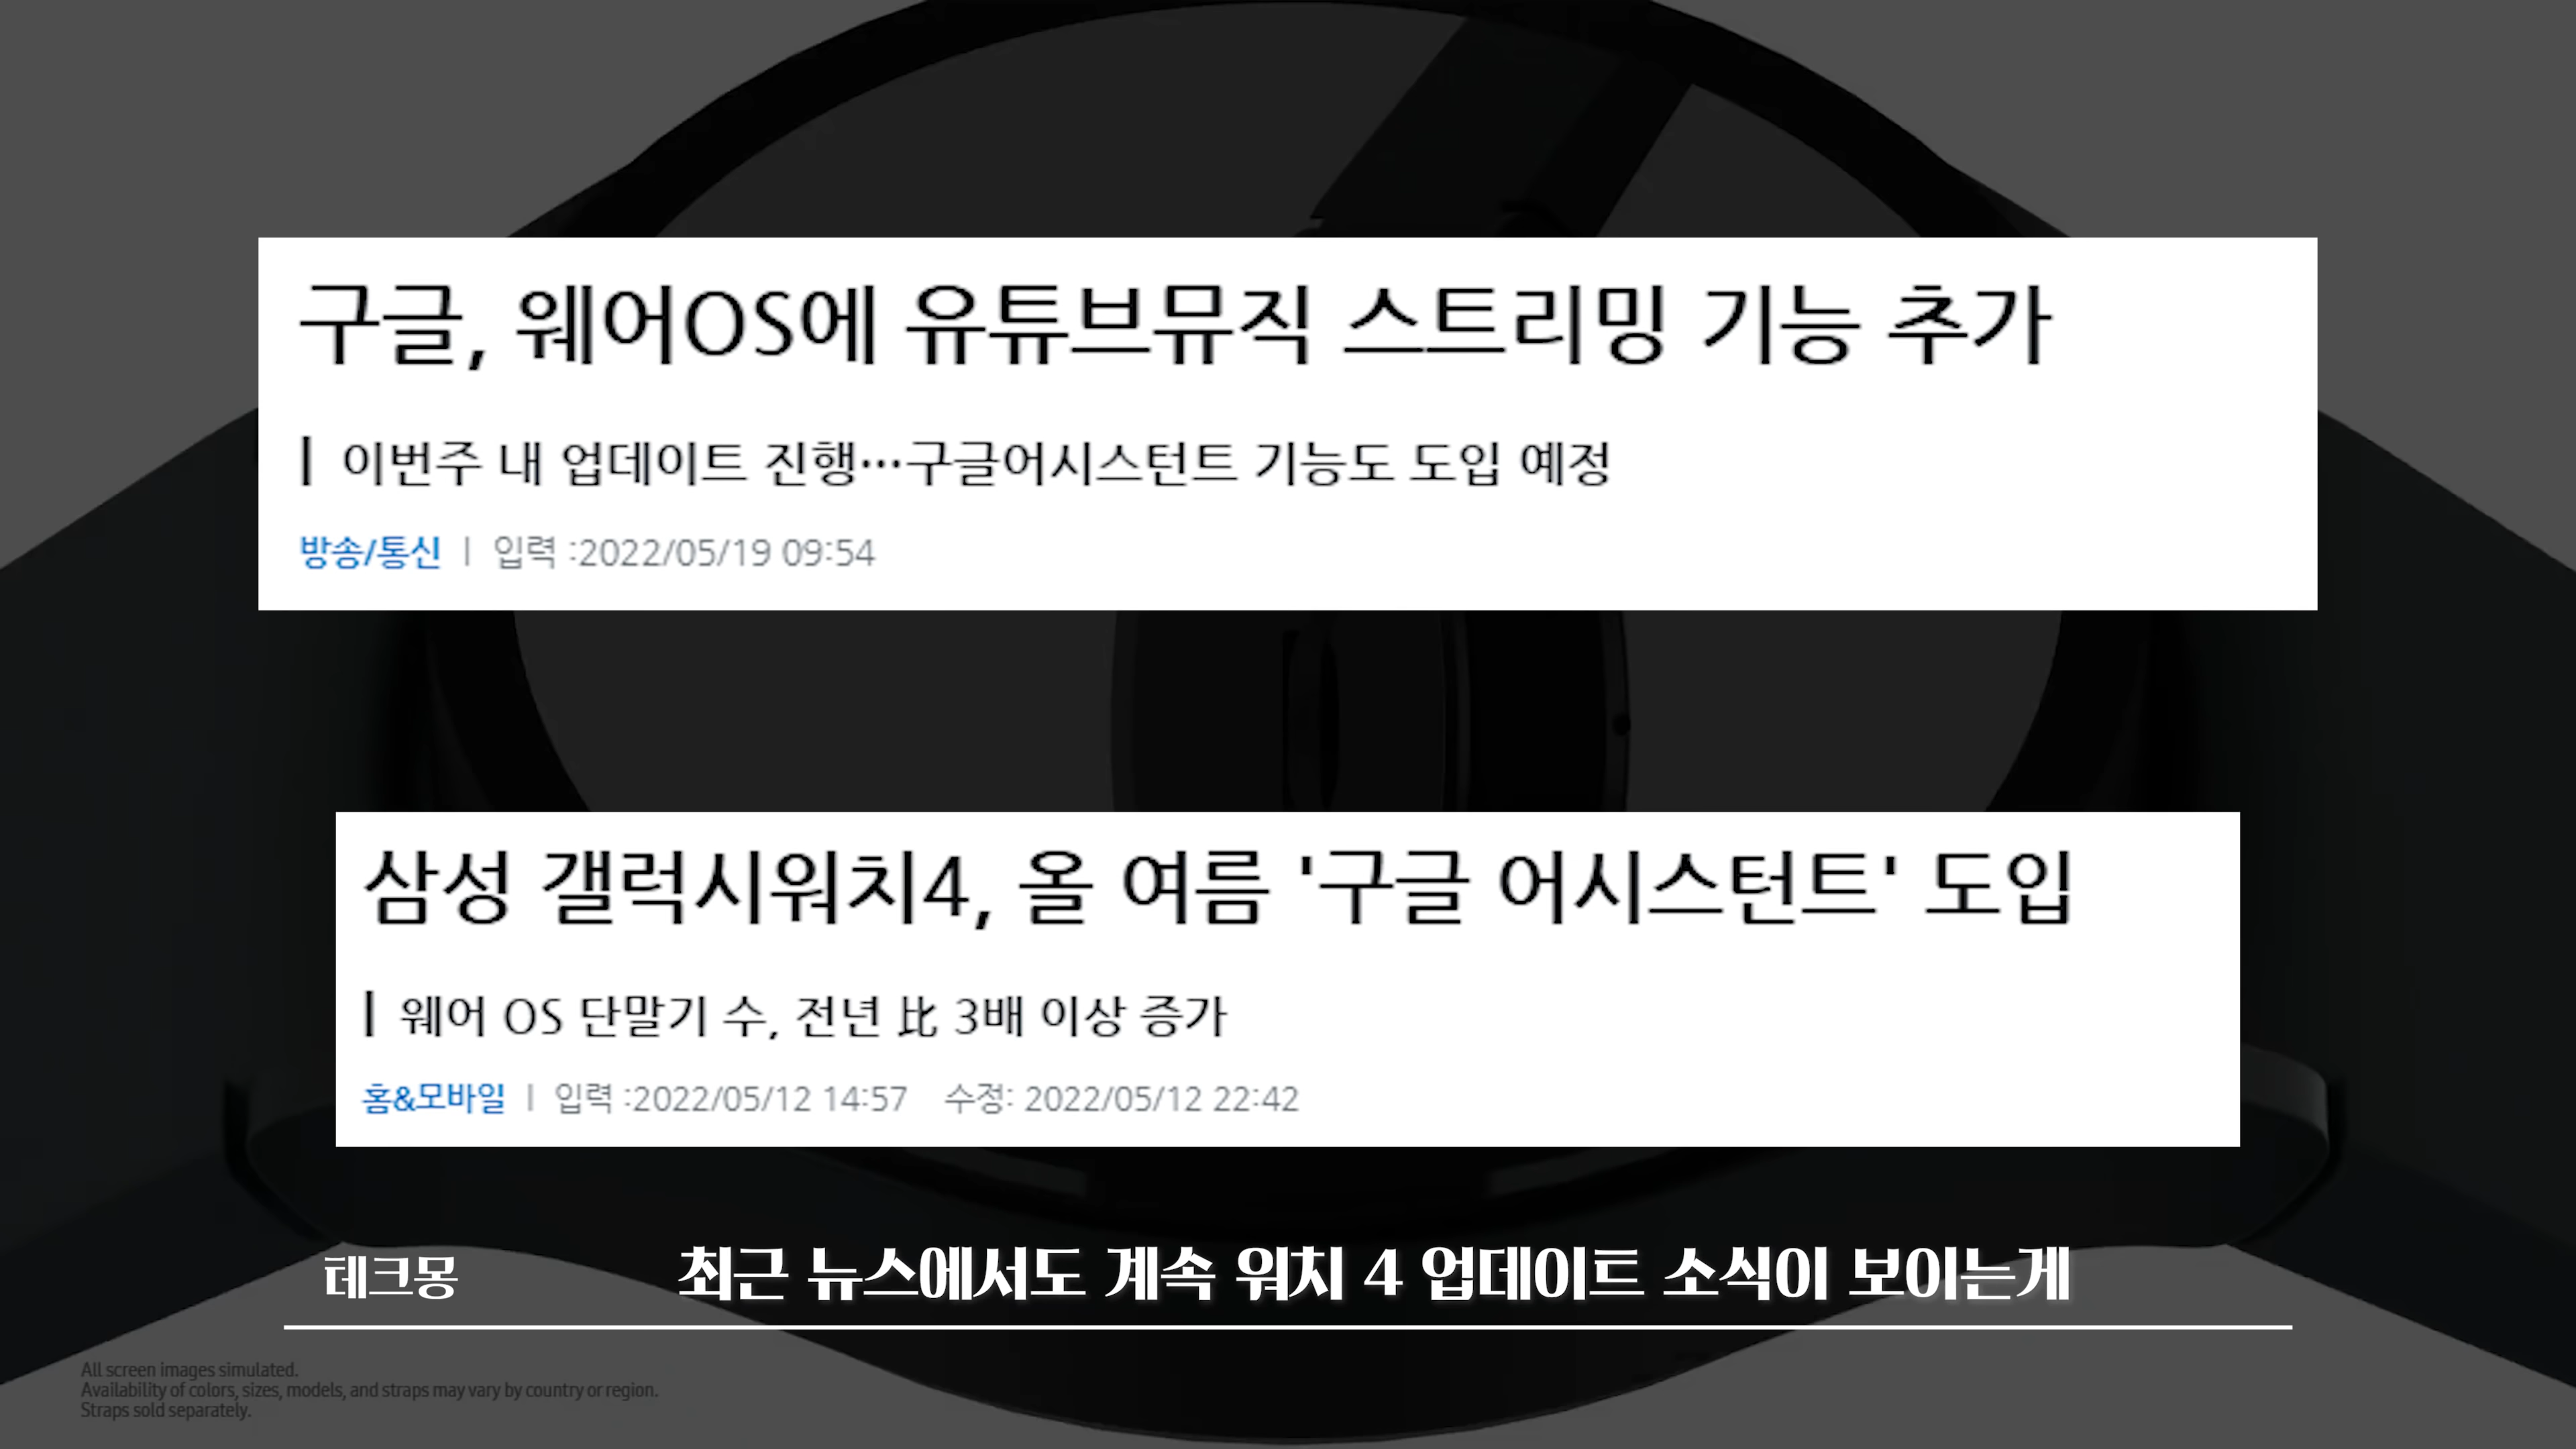 구글, 웨어OS에 유튜브뮤직 스트리밍 기능 추가
이번주 내 업데이트 진행…구글어시스턴트 기능도 도입 예정
방송/통신 | 입력 :2022/05/19 09:54
삼성 갤럭시워치4, 올 여름 '구글 어시스턴트' 도입
웨어 OS 단말기 수, 전년 比 3배 이상 증가
홈&모바일 | 입력 :2022/05/12 14:57 수정: 2022/05/12 22:42
테크몽 최근 뉴스에서도 계속 워치 4 업데이트 소식이 보이는게
All screen images simulated.
Availability of colors, sizes, models, and straps may vary by country or region.
Straps sold separately.